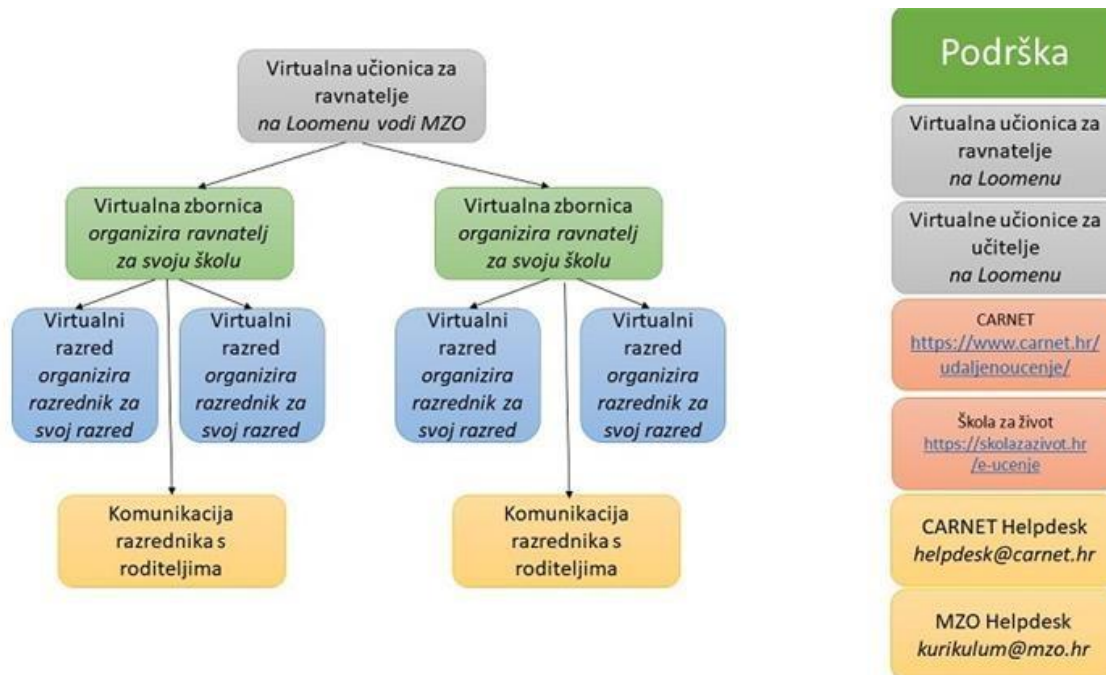 Virtualna učionica za
ravnatelje
na Loomenu vodi MZO
Virtualna zbornica
organizira ravnatelj
za svoju školu
Virtualna zbornica
organizira ravnatelj
za svoju školu
Virtualni
razred
organizira
razrednik za
svoj razred
Virtualni
razred
organizira
razrednik za
svoj razred
Virtualni
razred
organizira
razrednik za
svoj razred
Virtualni
razred
organizira
razrednik za
svoj razred
Komunikacija
razrednika s
roditeljima
Komunikacija
razrednika s
roditeljima
Podrška
Virtualna učionica za
ravnatelje
na Loomenu
Virtualne učionice za
učitelje
na Loomenu
CARNET
https://www.carnet.hr/
udaljenoucenje/
Škola za život
https://skolazazivot.hr
/e-ucenje
CARNET Helpdesk
helpdesk@carnet.hr
MZO Helpdesk
kurikulum@mzo.hr